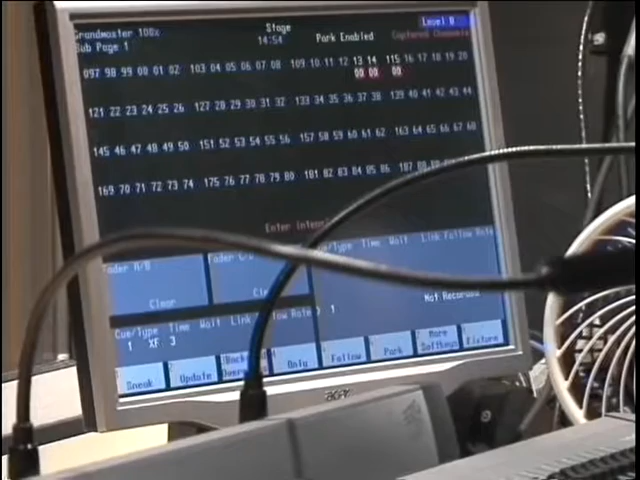 Grandmaster 100% Stage Park Enabled Level 0
Sub Page 1 14:54 Captured Channels
097 98 99 00 01 02 103 04 05 06 07 08 109 10 11 12 13 14 115 16 17 18 19 20
00 00 00
121 22 23 24 25 26 127 28 29 30 31 32 133 34 35 36 37 38 139 40 41 42 43 44
145 46 47 48 49 50 151 52 53 54 55 56 157 58 59 60 61 62 163 64 65 66 67 68
169 70 71 72 73 74 175 76 77 78 79 80 181 82 83 84 85 86 187
Enter
Fader A/B Fader Type Time Wait Link Follow Rate
Clear
Not Recorded
Cue/Type Time Wait Link Rate
1 XF 3 1
Sneak Update Only Follow Park More Softkeys Fixture
acer